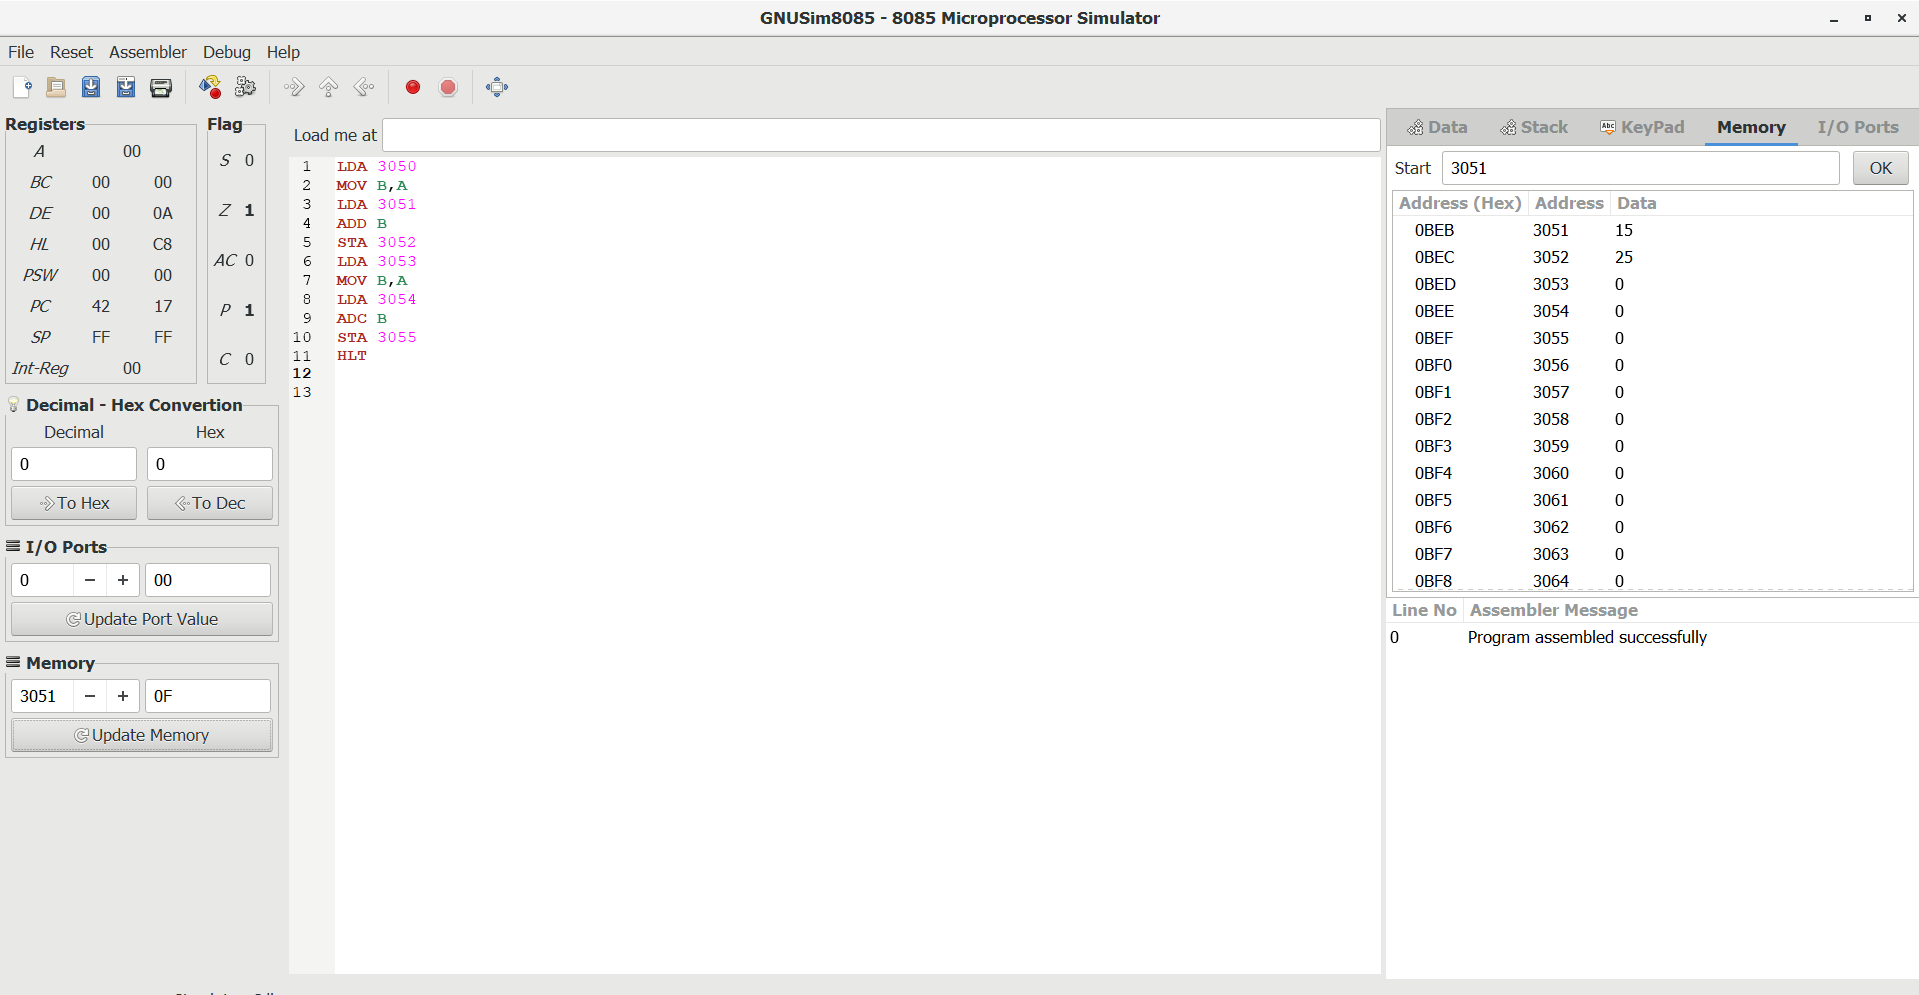 GNUSim8085 - 8085 Microprocessor Simulator
File Reset Assembler Debug Help
Registers
A 00
BC 00 00
DE 00 0A
HL 00 C8
PSW 00 00
PC 42 17
SP FF FF
Int-Reg 00
Flag
S 0
Z 1
AC 0
P 1
C 0
Decimal - Hex Convertion
Decimal Hex
0 0
To Hex To Dec
I/O Ports
0 − + 00
Update Port Value
Memory
3051 − + 0F
Update Memory
Load me at
1 LDA 3050
2 MOV B,A
3 LDA 3051
4 ADD B
5 STA 3052
6 LDA 3053
7 MOV B,A
8 LDA 3054
9 ADC B
10 STA 3055
11 HLT
12
13
Data Stack Abc KeyPad Memory I/O Ports
Start 3051 OK
Address (Hex) Address Data
0BEB 3051 15
0BEC 3052 25
0BED 3053 0
0BEE 3054 0
0BEF 3055 0
0BF0 3056 0
0BF1 3057 0
0BF2 3058 0
0BF3 3059 0
0BF4 3060 0
0BF5 3061 0
0BF6 3062 0
0BF7 3063 0
0BF8 3064 0
Line No Assembler Message
0 Program assembled successfully